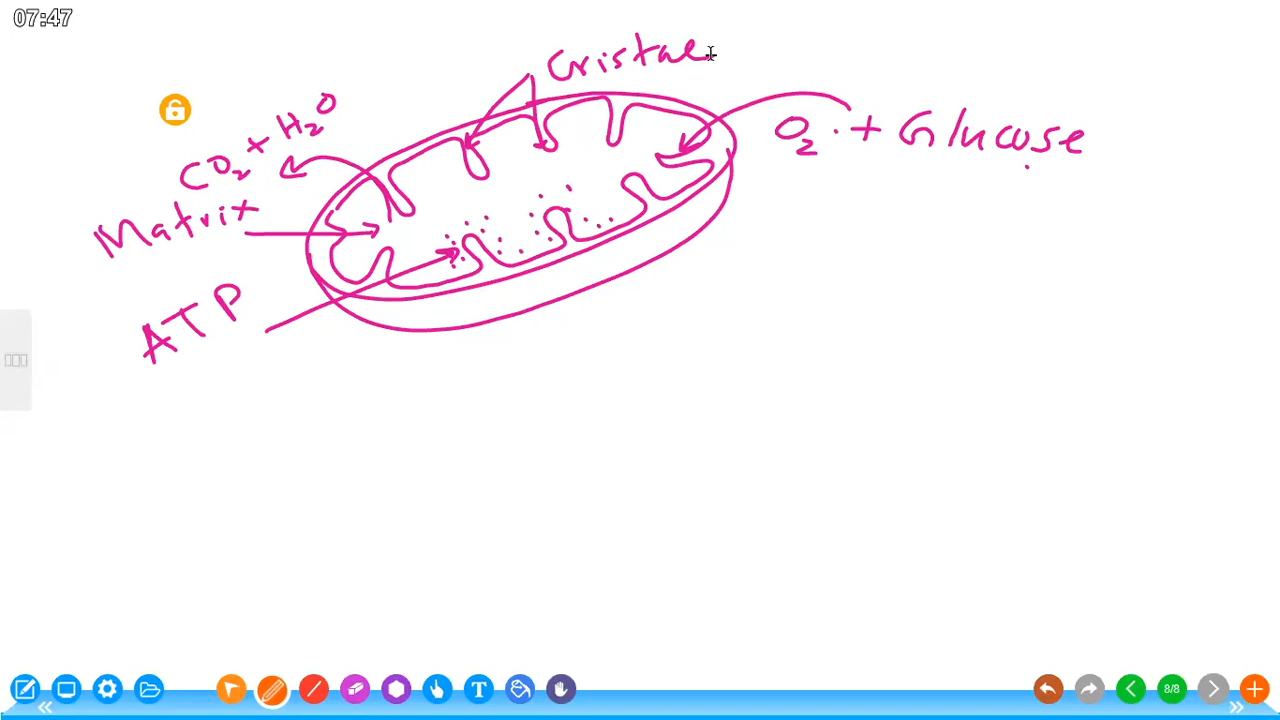 07:47
Cristae
CO2 + H2O
O2 + Glucose
Matrix
ATP
8/8